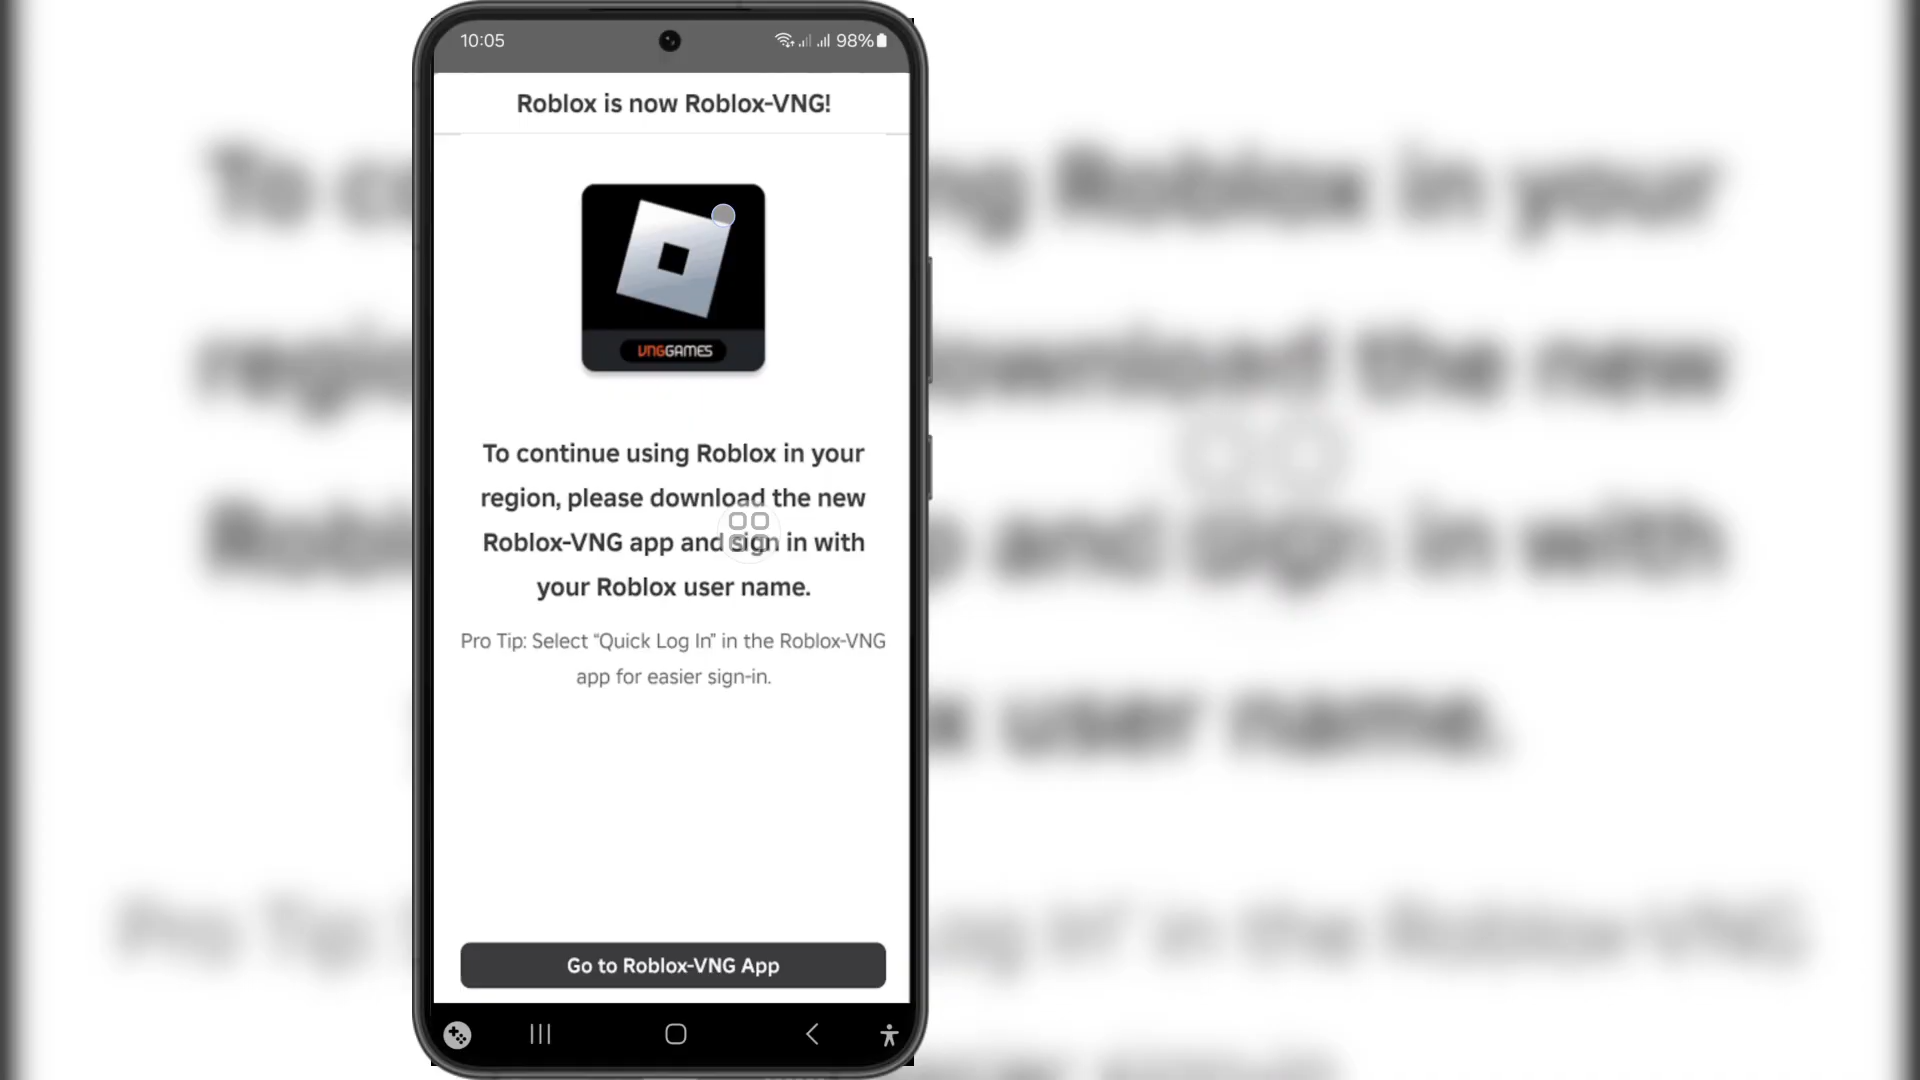 10:05
98%
Roblox is now Roblox-VNG!
VNGGAMES
To continue using Roblox in your
region, please download the new
Roblox-VNG app and sign in with
your Roblox user name.
Pro Tip: Select “Quick Log In” in the Roblox-VNG
app for easier sign-in.
Go to Roblox-VNG App